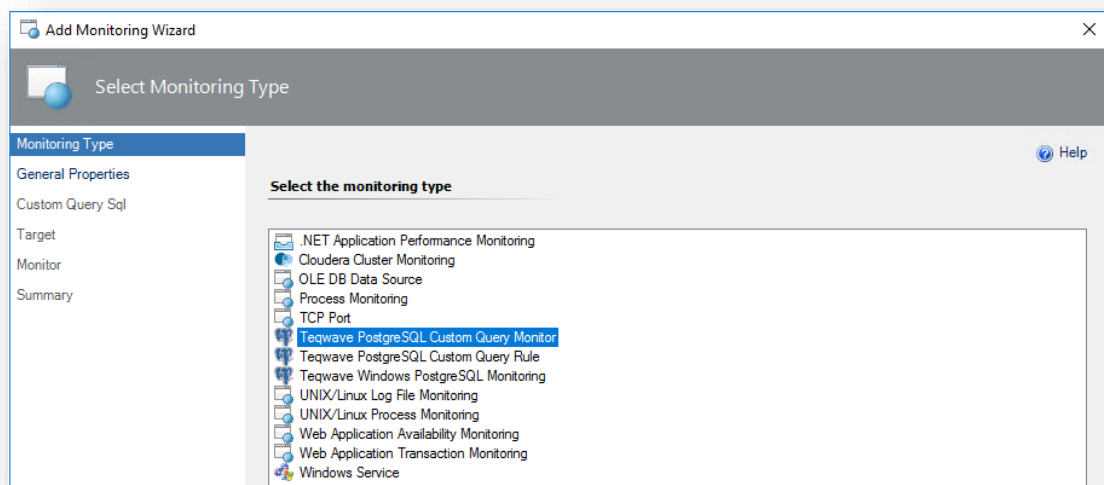 Add Monitoring Wizard
Select Monitoring Type
Monitoring Type
General Properties
Custom Query Sql
Target
Monitor
Summary
Help
Select the monitoring type
.NET Application Performance Monitoring
Cloudera Cluster Monitoring
OLE DB Data Source
Process Monitoring
TCP Port
Teqwave PostgreSQL Custom Query Monitor
Teqwave PostgreSQL Custom Query Rule
Teqwave Windows PostgreSQL Monitoring
UNIX/Linux Log File Monitoring
UNIX/Linux Process Monitoring
Web Application Availability Monitoring
Web Application Transaction Monitoring
Windows Service